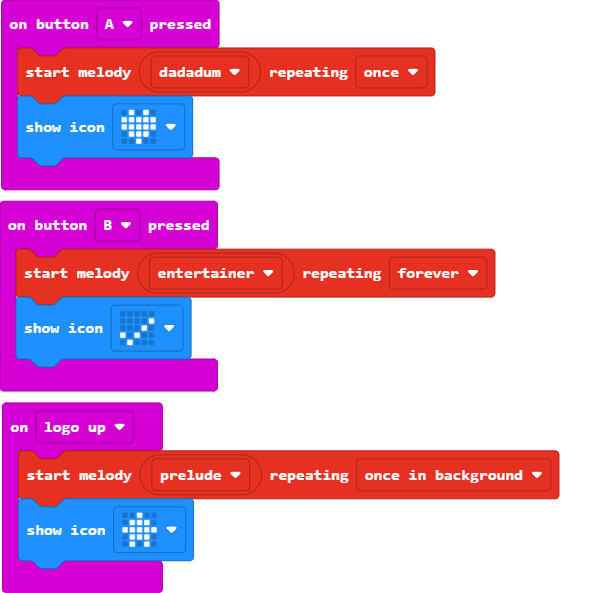 on button A pressed
start melody dadadum repeating once
show icon
on button B pressed
start melody entertainer repeating forever
show icon
on logo up
start melody prelude repeating once in background
show icon